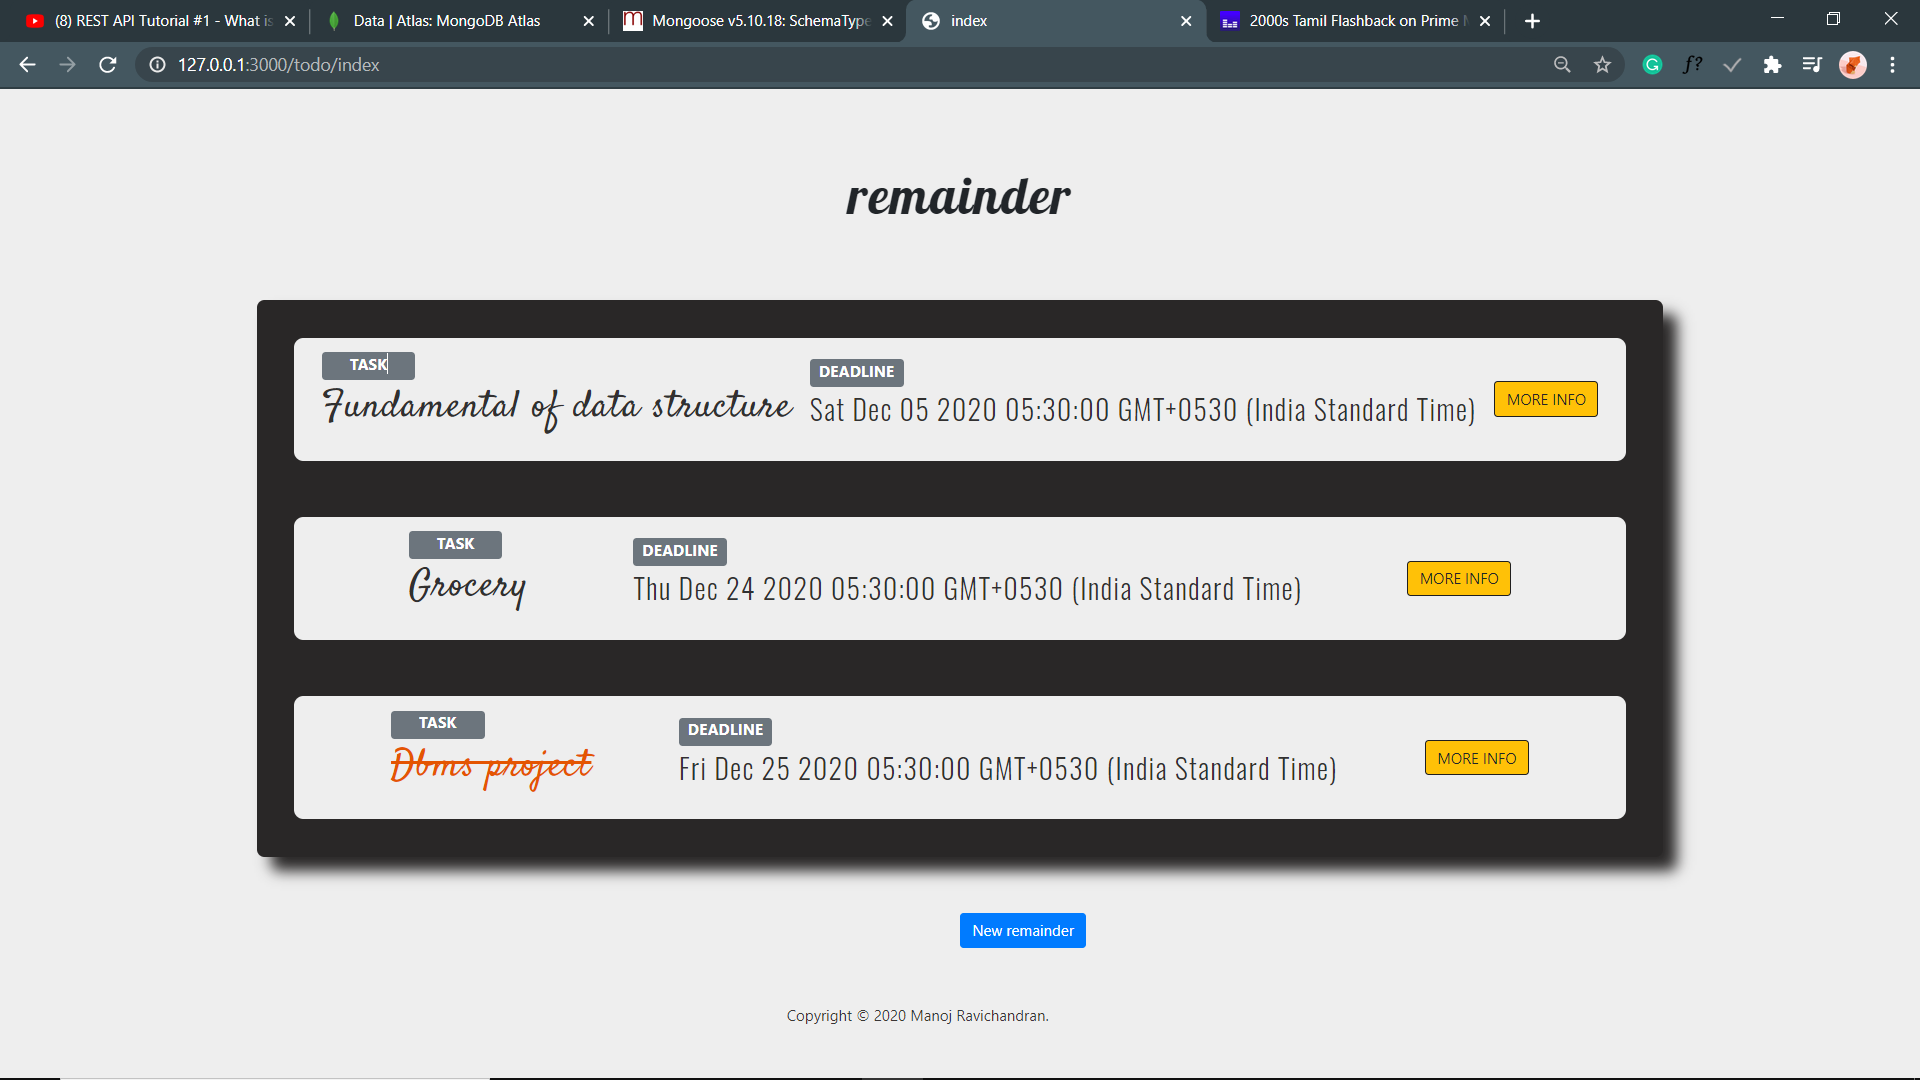 (8) REST API Tutorial #1 - What is
Data | Atlas: MongoDB Atlas
Mongoose v5.10.18: SchemaType
index
2000s Tamil Flashback on Prime M
127.0.0.1:3000/todo/index
f?
remainder
TASK
Fundamental of data structure
DEADLINE
Sat Dec 05 2020 05:30:00 GMT+0530 (India Standard Time)
MORE INFO
TASK
Grocery
DEADLINE
Thu Dec 24 2020 05:30:00 GMT+0530 (India Standard Time)
MORE INFO
TASK
Dbms project
DEADLINE
Fri Dec 25 2020 05:30:00 GMT+0530 (India Standard Time)
MORE INFO
New remainder
Copyright © 2020 Manoj Ravichandran.